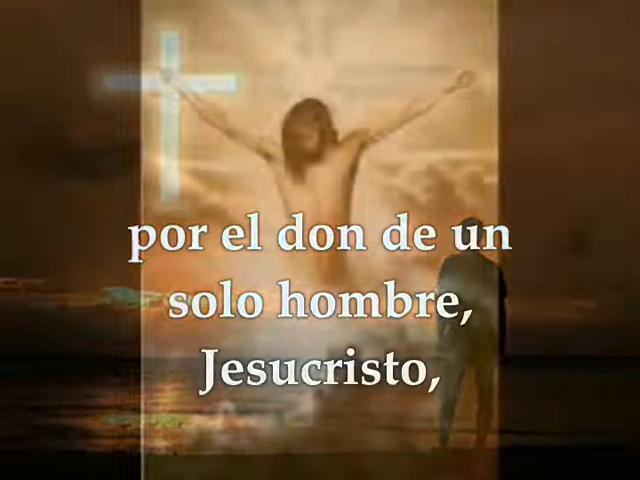 por el don de un
solo hombre,
Jesucristo,